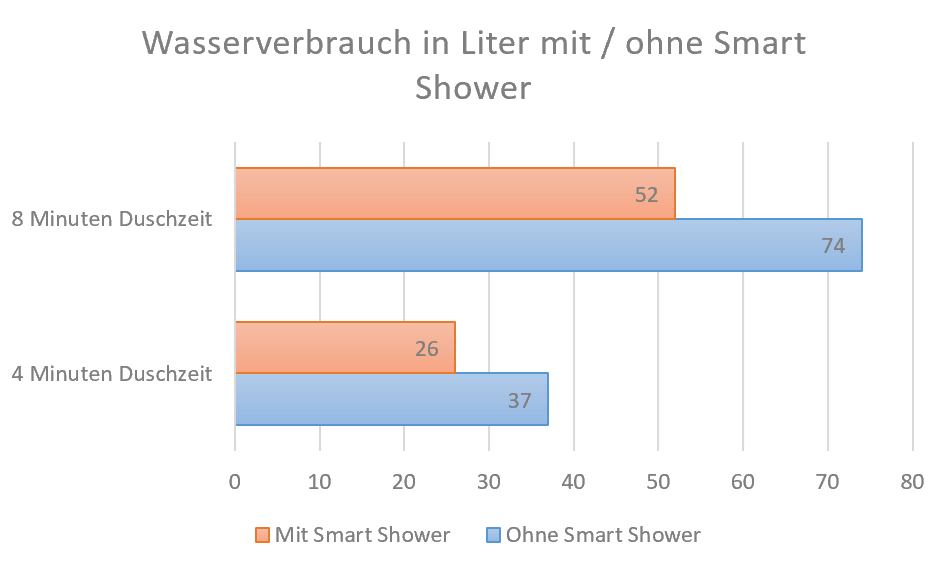 Wasserverbrauch in Liter mit / ohne Smart
Shower
8 Minuten Duschzeit
52
74
4 Minuten Duschzeit
26
37
0 10 20 30 40 50 60 70 80
Mit Smart Shower Ohne Smart Shower